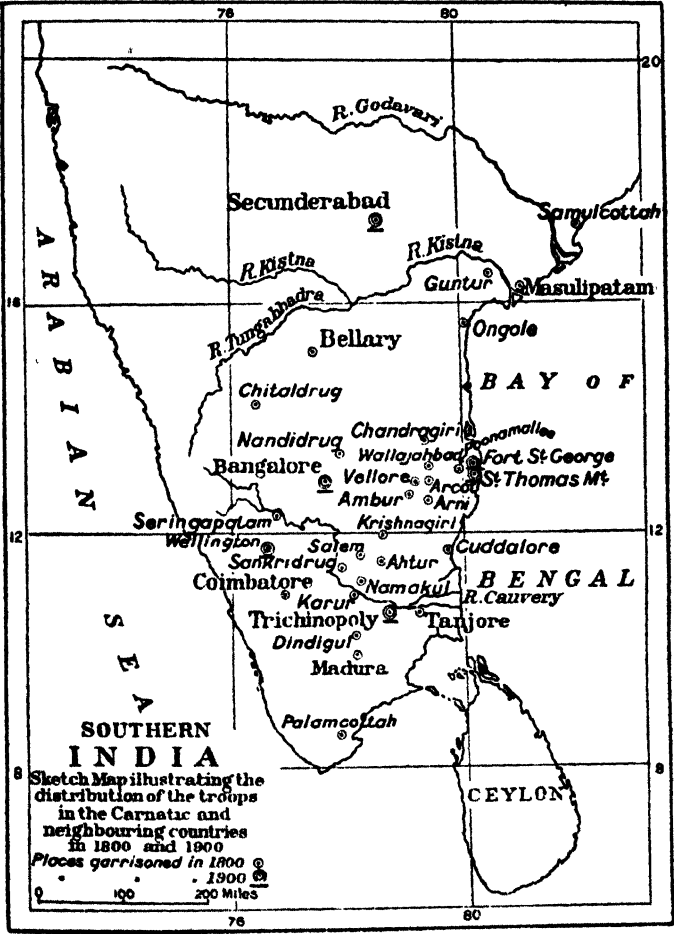 76
80
20
R. Godavari
Secunderabad
Samulcottah
R. Kistna
R. Kistna
Guntur
Masulipatam
16
R. Tungabhadra
Ongole
Bellary
ARABIAN
SEA
BAY OF
BENGAL
Chitaldrug
Chandragiri
Poonamallee
Nandidrug
Wallajahbad
Fort St. George
Bangalore
Vellore
Arcot
St. Thomas Mt.
Ambur
Arni
Seringapatam
Krishnagiri
12
12
Wellington
Salem
Cuddalore
Sankridrug
Ahtur
Coimbatore
Namakul
Karur
R. Cauvery
Trichinopoly
Tanjore
Dindigul
Madura
Palamcottah
8
8
CEYLON
SOUTHERN
INDIA
Sketch Map illustrating the
distribution of the troops
in the Carnatic and
neighbouring countries
in 1800 and 1900
Places garrisoned in 1800
" " " 1900
0 100 200 Miles
76
80